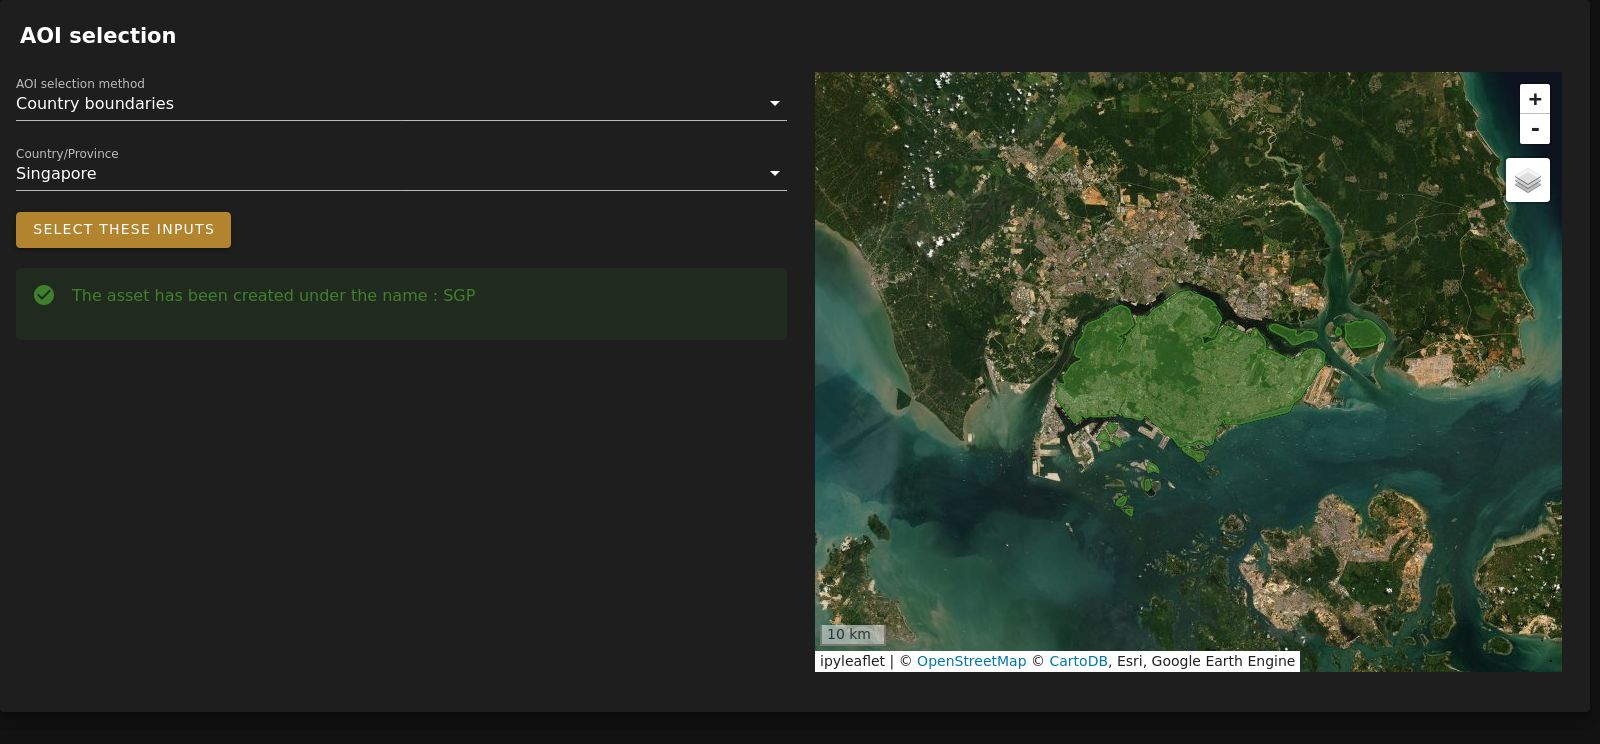 AOI selection
AOI selection method
Country boundaries
Country/Province
Singapore
SELECT THESE INPUTS
The asset has been created under the name : SGP
+
-
10 km
ipyleaflet | © OpenStreetMap © CartoDB, Esri, Google Earth Engine